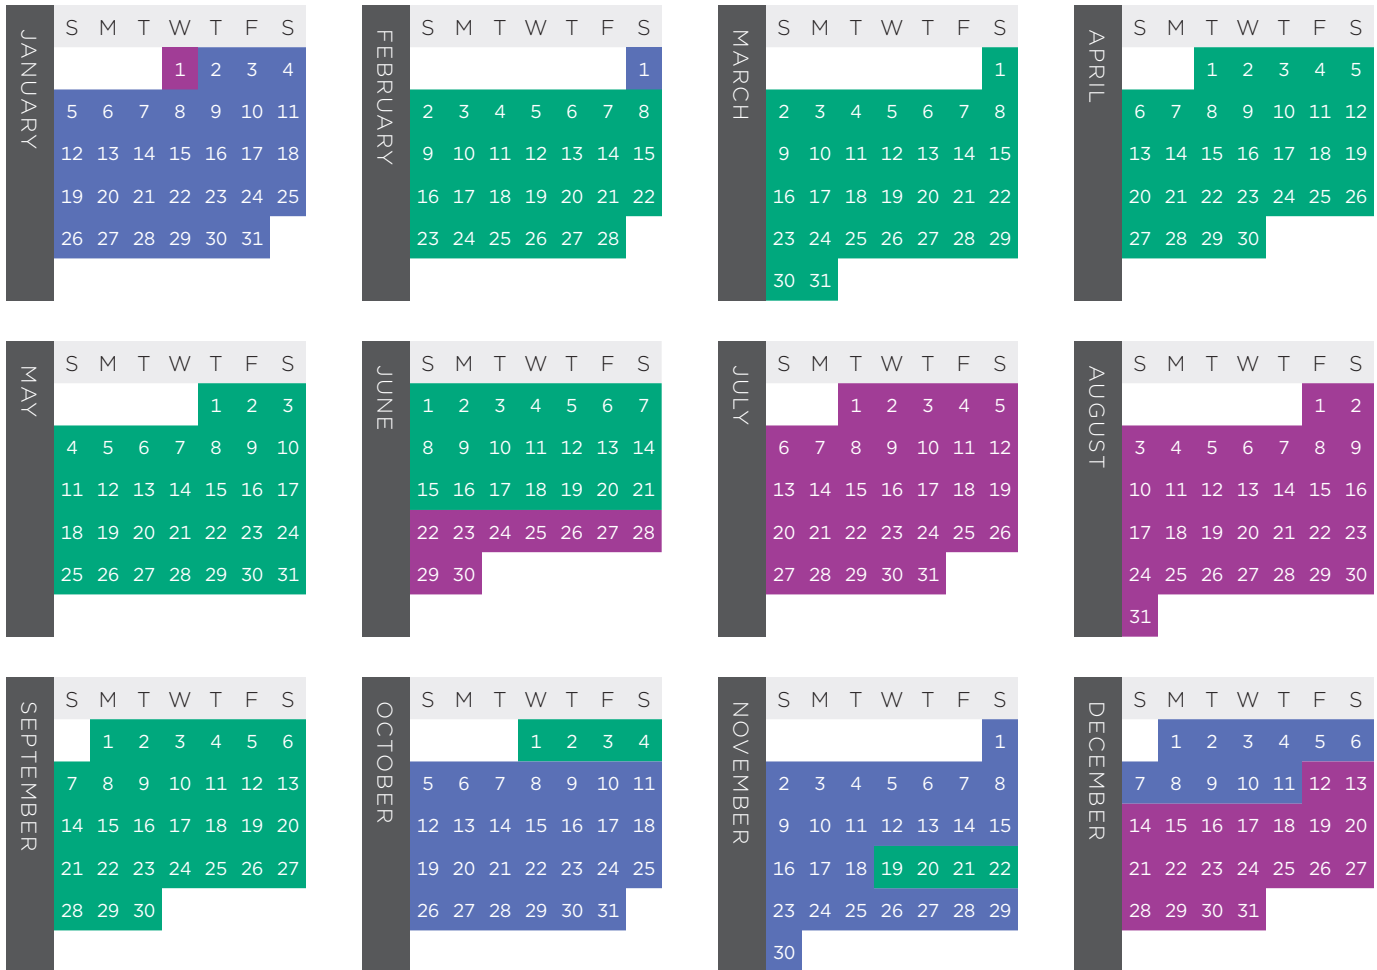 JANUARY
S M T W T F S
1 2 3 4
5 6 7 8 9 10 11
12 13 14 15 16 17 18
19 20 21 22 23 24 25
26 27 28 29 30 31
FEBRUARY
S M T W T F S
1
2 3 4 5 6 7 8
9 10 11 12 13 14 15
16 17 18 19 20 21 22
23 24 25 26 27 28
MARCH
S M T W T F S
1
2 3 4 5 6 7 8
9 10 11 12 13 14 15
16 17 18 19 20 21 22
23 24 25 26 27 28 29
30 31
APRIL
S M T W T F S
1 2 3 4 5
6 7 8 9 10 11 12
13 14 15 16 17 18 19
20 21 22 23 24 25 26
27 28 29 30
MAY
S M T W T F S
1 2 3
4 5 6 7 8 9 10
11 12 13 14 15 16 17
18 19 20 21 22 23 24
25 26 27 28 29 30 31
JUNE
S M T W T F S
1 2 3 4 5 6 7
8 9 10 11 12 13 14
15 16 17 18 19 20 21
22 23 24 25 26 27 28
29 30
JULY
S M T W T F S
1 2 3 4 5
6 7 8 9 10 11 12
13 14 15 16 17 18 19
20 21 22 23 24 25 26
27 28 29 30 31
AUGUST
S M T W T F S
1 2
3 4 5 6 7 8 9
10 11 12 13 14 15 16
17 18 19 20 21 22 23
24 25 26 27 28 29 30
31
SEPTEMBER
S M T W T F S
1 2 3 4 5 6
7 8 9 10 11 12 13
14 15 16 17 18 19 20
21 22 23 24 25 26 27
28 29 30
OCTOBER
S M T W T F S
1 2 3 4
5 6 7 8 9 10 11
12 13 14 15 16 17 18
19 20 21 22 23 24 25
26 27 28 29 30 31
NOVEMBER
S M T W T F S
1
2 3 4 5 6 7 8
9 10 11 12 13 14 15
16 17 18 19 20 21 22
23 24 25 26 27 28 29
30
DECEMBER
S M T W T F S
1 2 3 4 5 6
7 8 9 10 11 12 13
14 15 16 17 18 19 20
21 22 23 24 25 26 27
28 29 30 31